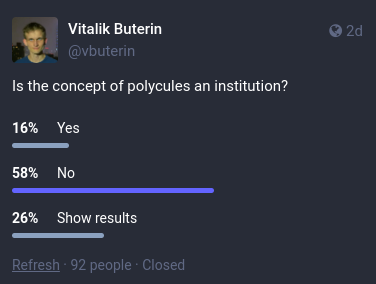 Vitalik Buterin
2d
@vbuterin
Is the concept of polycules an institution?
16% Yes
58% No
26% Show results
Refresh · 92 people · Closed